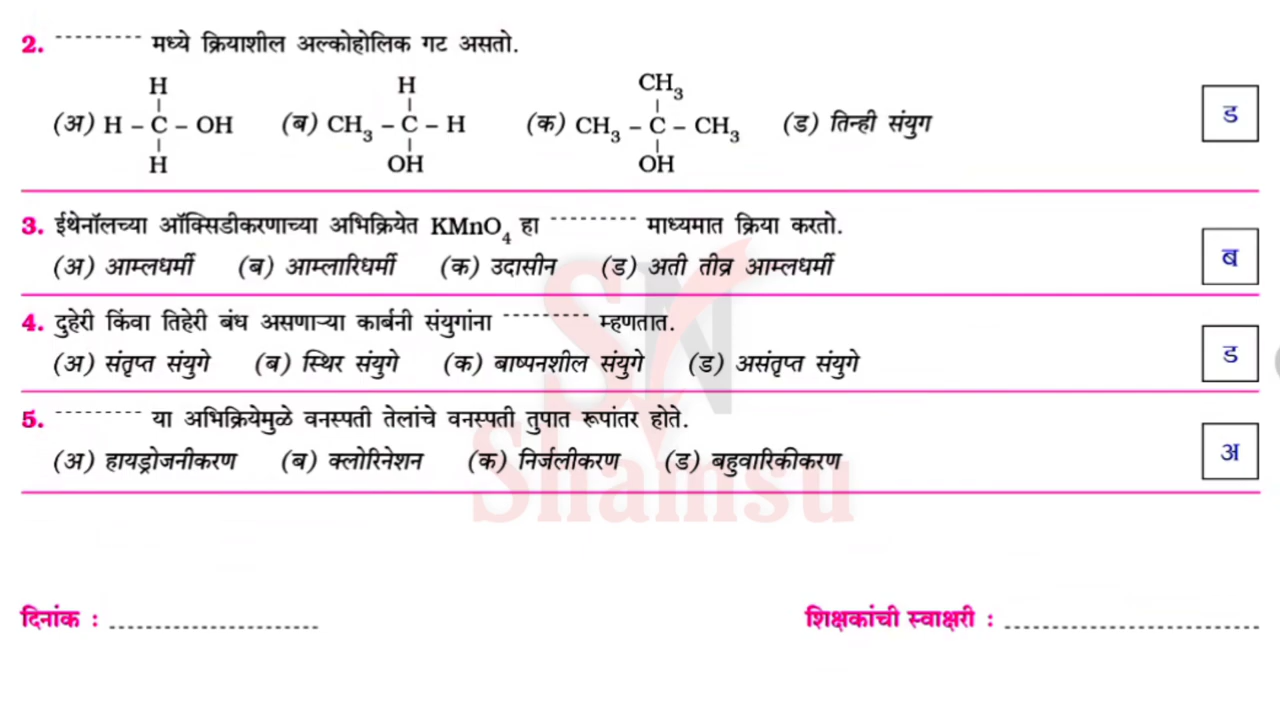 2. --------- मध्ये क्रियाशील अल्कोहोलिक गट असतो.
H H CH₃
(अ) H – C – OH (ब) CH₃ – C – H (क) CH₃ – C – CH₃ (ड) तिन्ही संयुग ड
H OH OH
3. ईथेनॉलच्या ऑक्सिडीकरणाच्या अभिक्रियेत KMnO₄ हा --------- माध्यमात क्रिया करतो.
(अ) आम्लधर्मी (ब) आम्लारिधर्मी (क) उदासीन (ड) अती तीव्र आम्लधर्मी ब
4. दुहेरी किंवा तिहेरी बंध असणाऱ्या कार्बनी संयुगांना --------- म्हणतात.
(अ) संतृप्त संयुगे (ब) स्थिर संयुगे (क) बाष्पनशील संयुगे (ड) असंतृप्त संयुगे ड
5. --------- या अभिक्रियेमुळे वनस्पती तेलांचे वनस्पती तुपात रूपांतर होते.
(अ) हायड्रोजनीकरण (ब) क्लोरिनेशन (क) निर्जलीकरण (ड) बहुवारिकीकरण अ
SN
Shamsu
दिनांक : ---------------------- शिक्षकांची स्वाक्षरी : ---------------------------